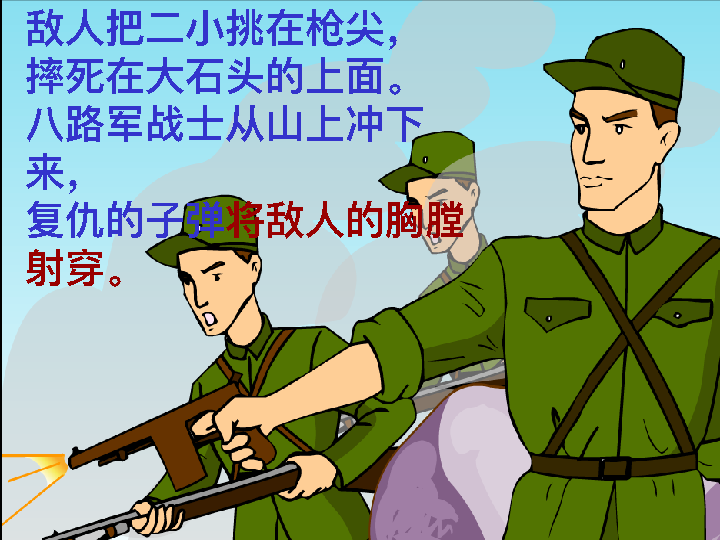 敌人把二小挑在枪尖，
摔死在大石头的上面。
八路军战士从山上冲下
来，
复仇的子弹将敌人的胸膛
射穿。